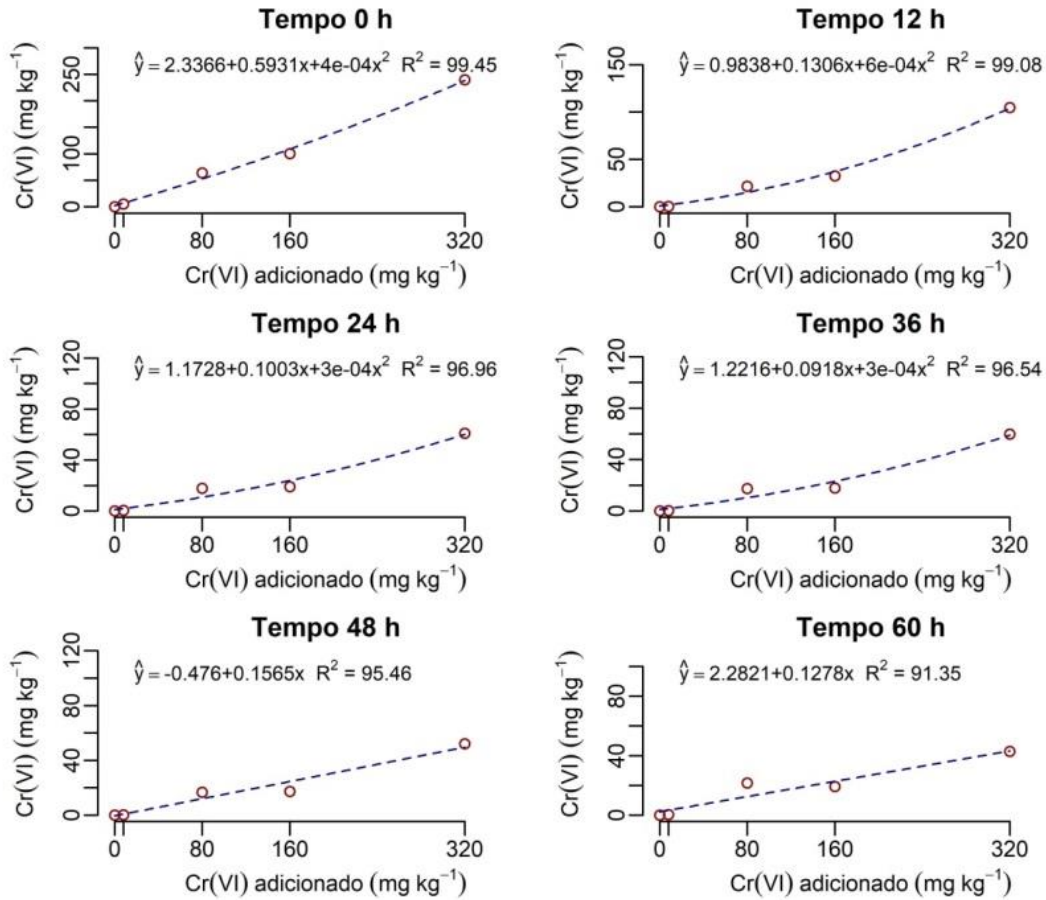 Tempo 0 h
ŷ = 2.3366+0.5931x+4e-04x² R² = 99.45
Cr(VI) (mg kg⁻¹)
250
100
0
0 80 160 320
Cr(VI) adicionado (mg kg⁻¹)
Tempo 12 h
ŷ = 0.9838+0.1306x+6e-04x² R² = 99.08
Cr(VI) (mg kg⁻¹)
150
50
0
0 80 160 320
Cr(VI) adicionado (mg kg⁻¹)
Tempo 24 h
ŷ = 1.1728+0.1003x+3e-04x² R² = 96.96
Cr(VI) (mg kg⁻¹)
120
80
40
0
0 80 160 320
Cr(VI) adicionado (mg kg⁻¹)
Tempo 36 h
ŷ = 1.2216+0.0918x+3e-04x² R² = 96.54
Cr(VI) (mg kg⁻¹)
120
80
40
0
0 80 160 320
Cr(VI) adicionado (mg kg⁻¹)
Tempo 48 h
ŷ = -0.476+0.1565x R² = 95.46
Cr(VI) (mg kg⁻¹)
120
80
40
0
0 80 160 320
Cr(VI) adicionado (mg kg⁻¹)
Tempo 60 h
ŷ = 2.2821+0.1278x R² = 91.35
Cr(VI) (mg kg⁻¹)
80
40
0
0 80 160 320
Cr(VI) adicionado (mg kg⁻¹)